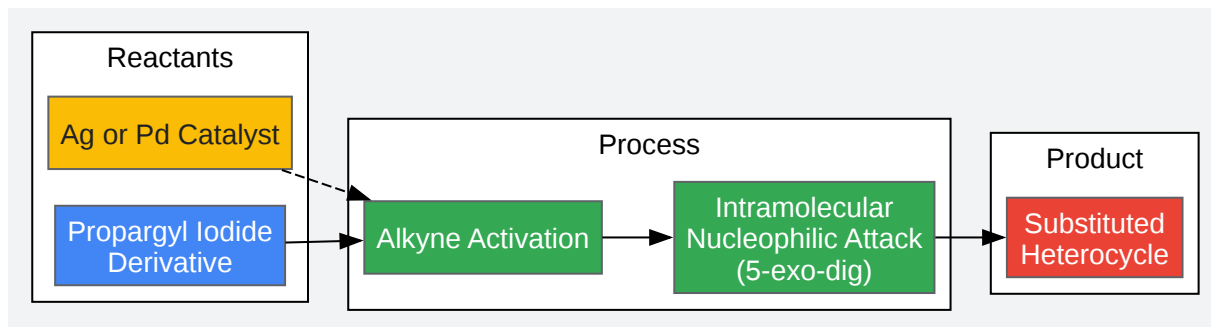 Reactants
Ag or Pd Catalyst
Propargyl Iodide
Derivative
Process
Alkyne Activation
Intramolecular
Nucleophilic Attack
(5-exo-dig)
Product
Substituted
Heterocycle